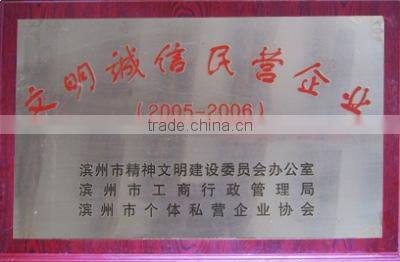 文明诚信民营企业
(2005-2006)
trade.china.cn
滨州市精神文明建设委员会办公室
滨州市工商行政管理局
滨州市个体私营企业协会